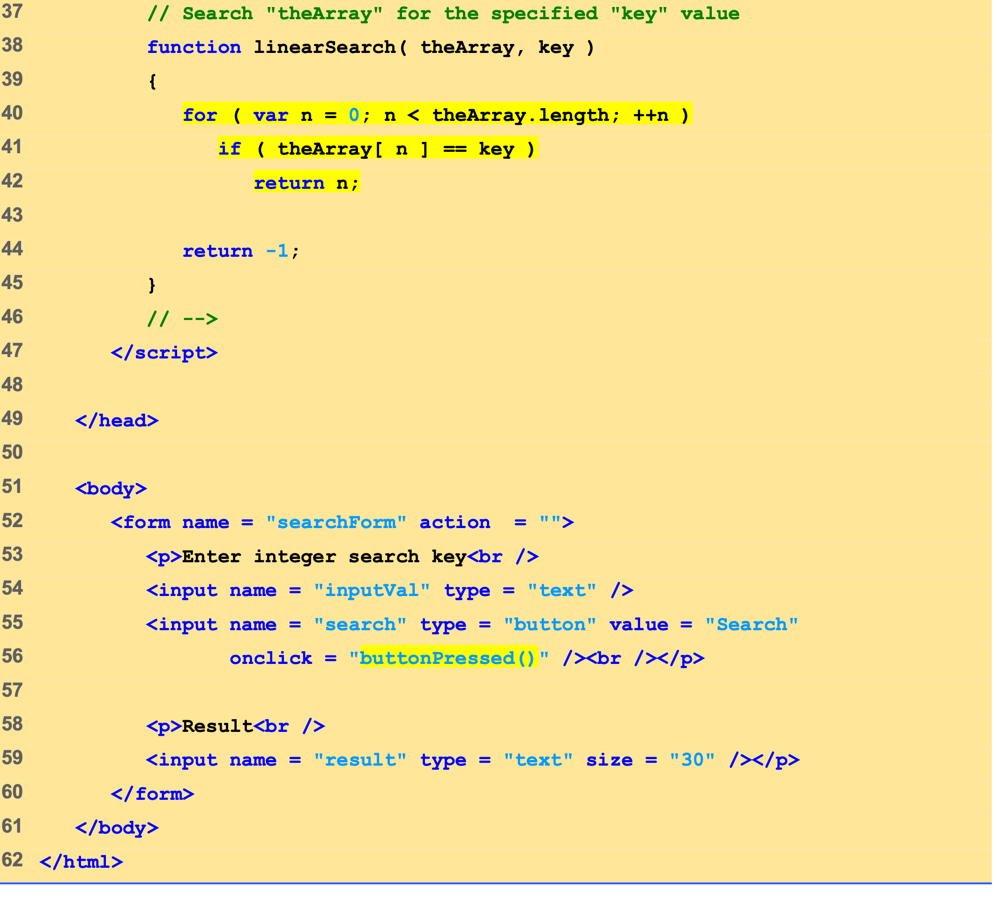 37 // Search "theArray" for the specified "key" value
38 function linearSearch( theArray, key )
39 {
40 for ( var n = 0; n < theArray.length; ++n )
41 if ( theArray[ n ] == key )
42 return n;
43
44 return -1;
45 }
46 // -->
47 </script>
48
49 </head>
50
51 <body>
52 <form name = "searchForm" action  = "">
53 <p>Enter integer search key<br />
54 <input name = "inputVal" type = "text" />
55 <input name = "search" type = "button" value = "Search"
56 onclick = "buttonPressed()" /><br /></p>
57
58 <p>Result<br />
59 <input name = "result" type = "text" size = "30" /></p>
60 </form>
61 </body>
62 </html>